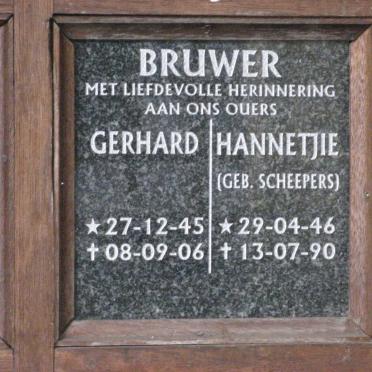 BRUWER
MET LIEFDEVOLLE HERINNERING
AAN ONS OUERS
GERHARD
★27-12-45
✝08-09-06
HANNETJIE
(GEB. SCHEEPERS)
★29-04-46
✝13-07-90